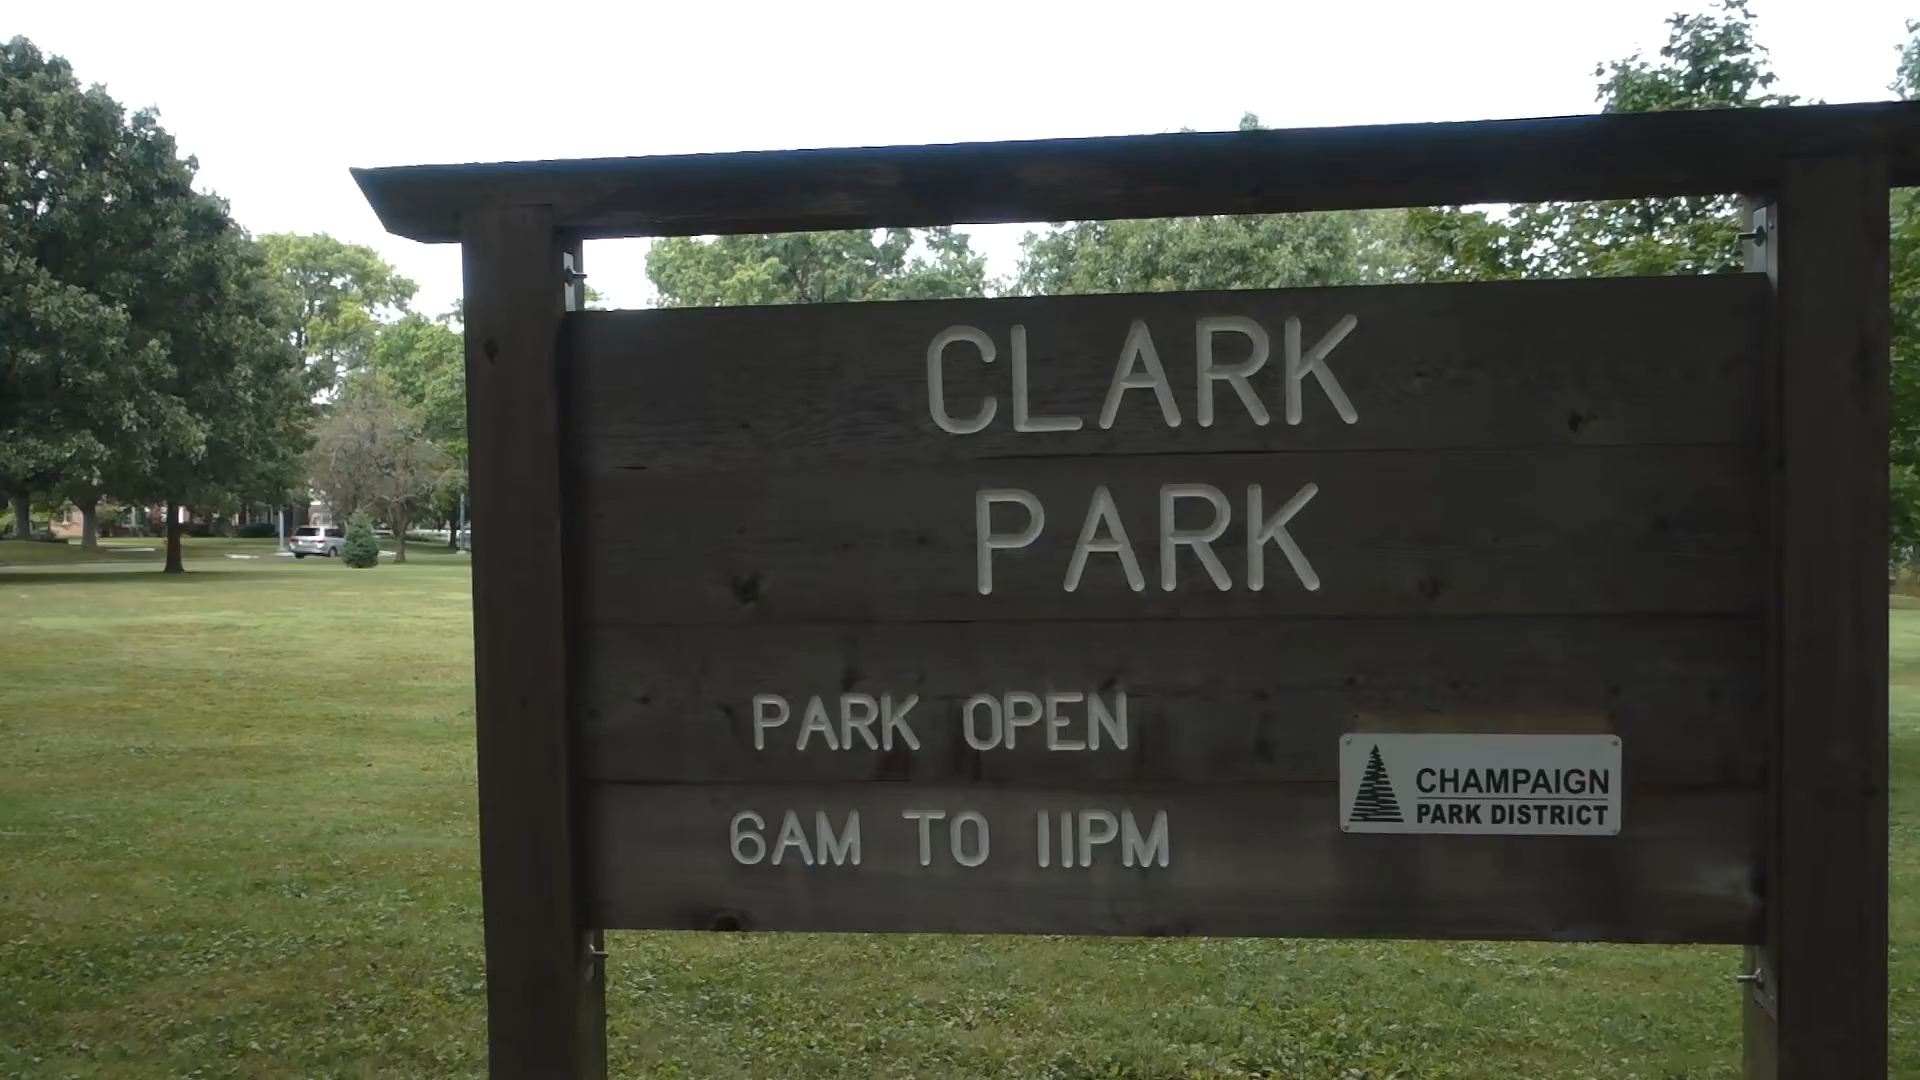 CLARK
PARK
PARK OPEN
6AM TO 11PM
CHAMPAIGN
PARK DISTRICT